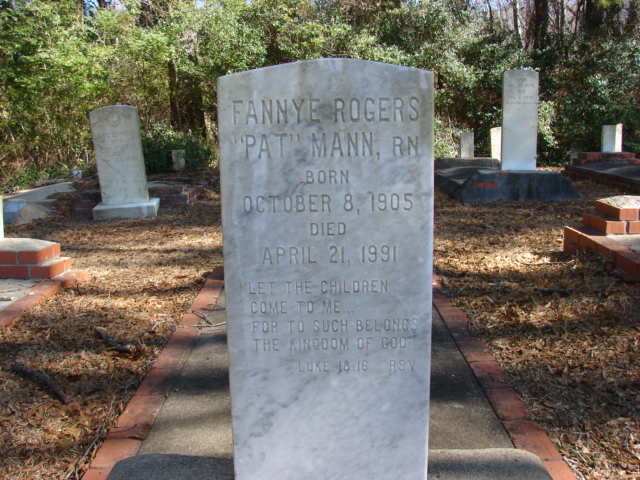 FANNYE ROGERS
"PAT" MANN, RN
BORN
OCTOBER 8, 1905
DIED
APRIL 21, 1991
"LET THE CHILDREN
COME TO ME...
FOR TO SUCH BELONGS
THE KINGDOM OF GOD"
LUKE 18:16 RSV